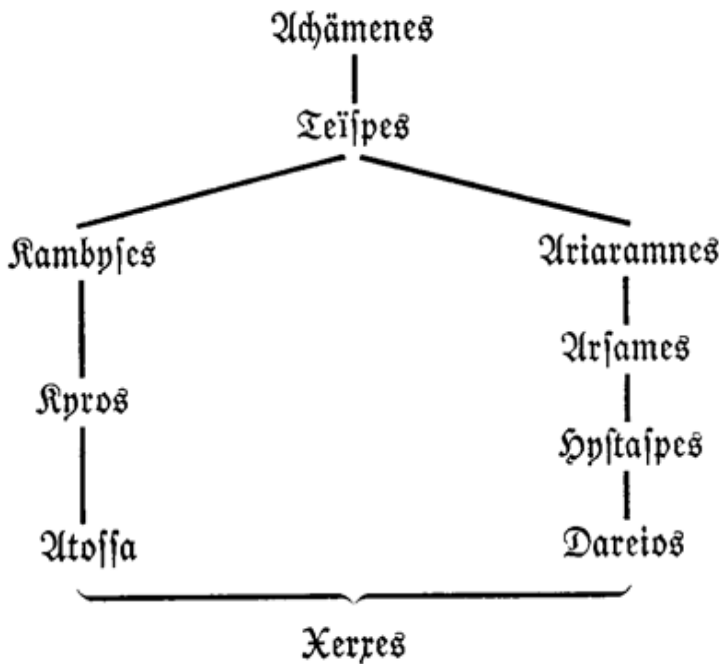 Achämenes
Teïspes
Kambyses Ariaramnes
Arsames
Kyros
Hystaspes
Atossa Dareios
Xerxes